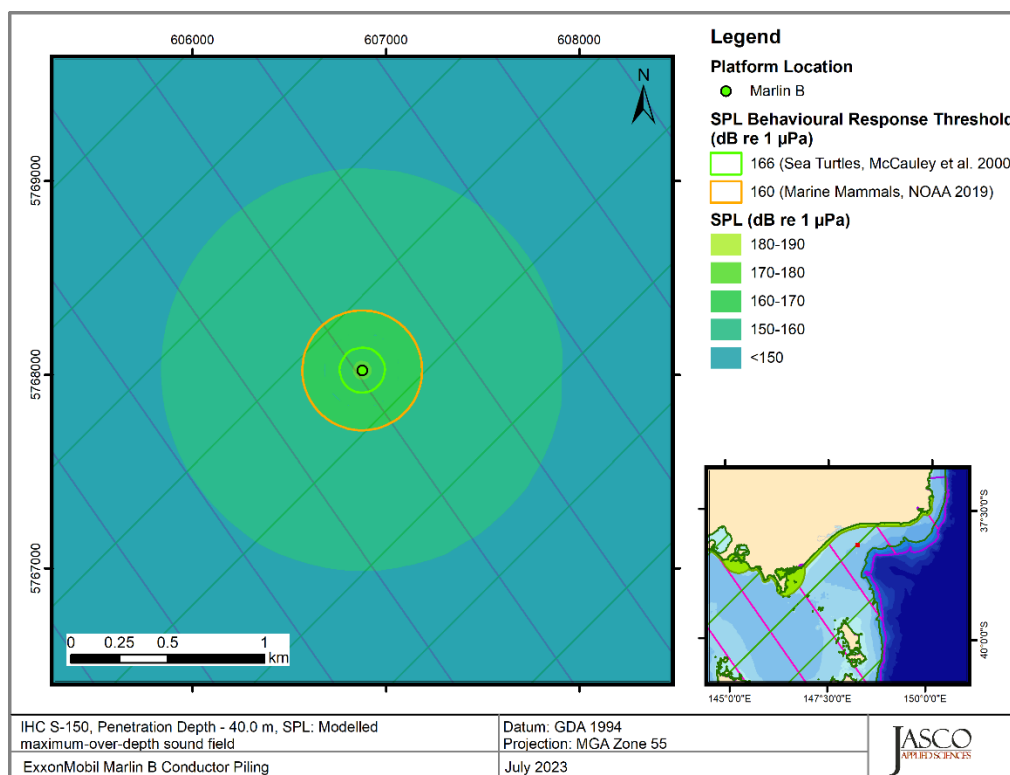 606000
607000
608000
5769000
5768000
5767000
N
0 0.25 0.5 1
km
Legend
Platform Location
Marlin B
SPL Behavioural Response Threshold
(dB re 1 µPa)
166 (Sea Turtles, McCauley et al. 2000
160 (Marine Mammals, NOAA 2019)
SPL (dB re 1 µPa)
180-190
170-180
160-170
150-160
<150
37°30'0"S
40°0'0"S
145°0'0"E
147°30'0"E
150°0'0"E
IHC S-150, Penetration Depth - 40.0 m, SPL: Modelled
maximum-over-depth sound field
ExxonMobil Marlin B Conductor Piling
Datum: GDA 1994
Projection: MGA Zone 55
July 2023
JASCO
APPLIED SCIENCES